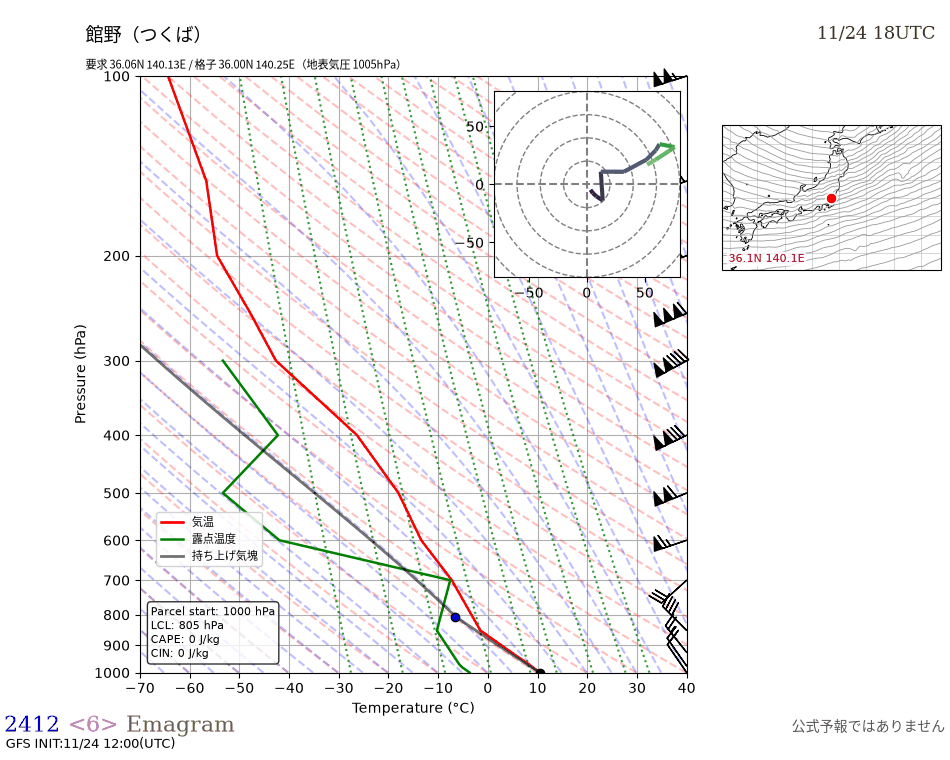 館野（つくば）
11/24 18UTC
要求 36.06N 140.13E / 格子 36.00N 140.25E（地表気圧 1005hPa）
100
200
300
400
500
600
700
800
900
1000
Pressure (hPa)
50
0
−50
−50 0 50
36.1N 140.1E
気温
露点温度
持ち上げ気塊
Parcel start: 1000 hPa
LCL: 805 hPa
CAPE: 0 J/kg
CIN: 0 J/kg
−70 −60 −50 −40 −30 −20 −10 0 10 20 30 40
Temperature (°C)
2412 <6> Emagram
公式予報ではありません
GFS INIT:11/24 12:00(UTC)